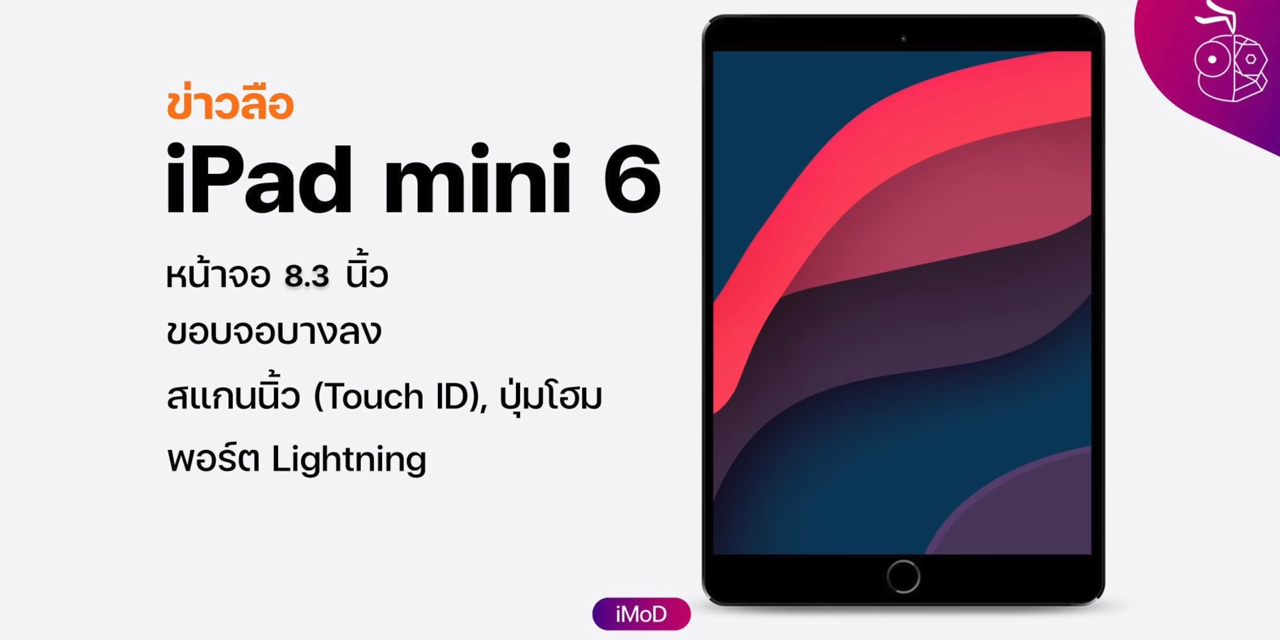 ข่าวลือ
iPad mini 6
หน้าจอ 8.3 นิ้ว
ขอบจอบางลง
สแกนนิ้ว (Touch ID), ปุ่มโฮม
พอร์ต Lightning
iMoD